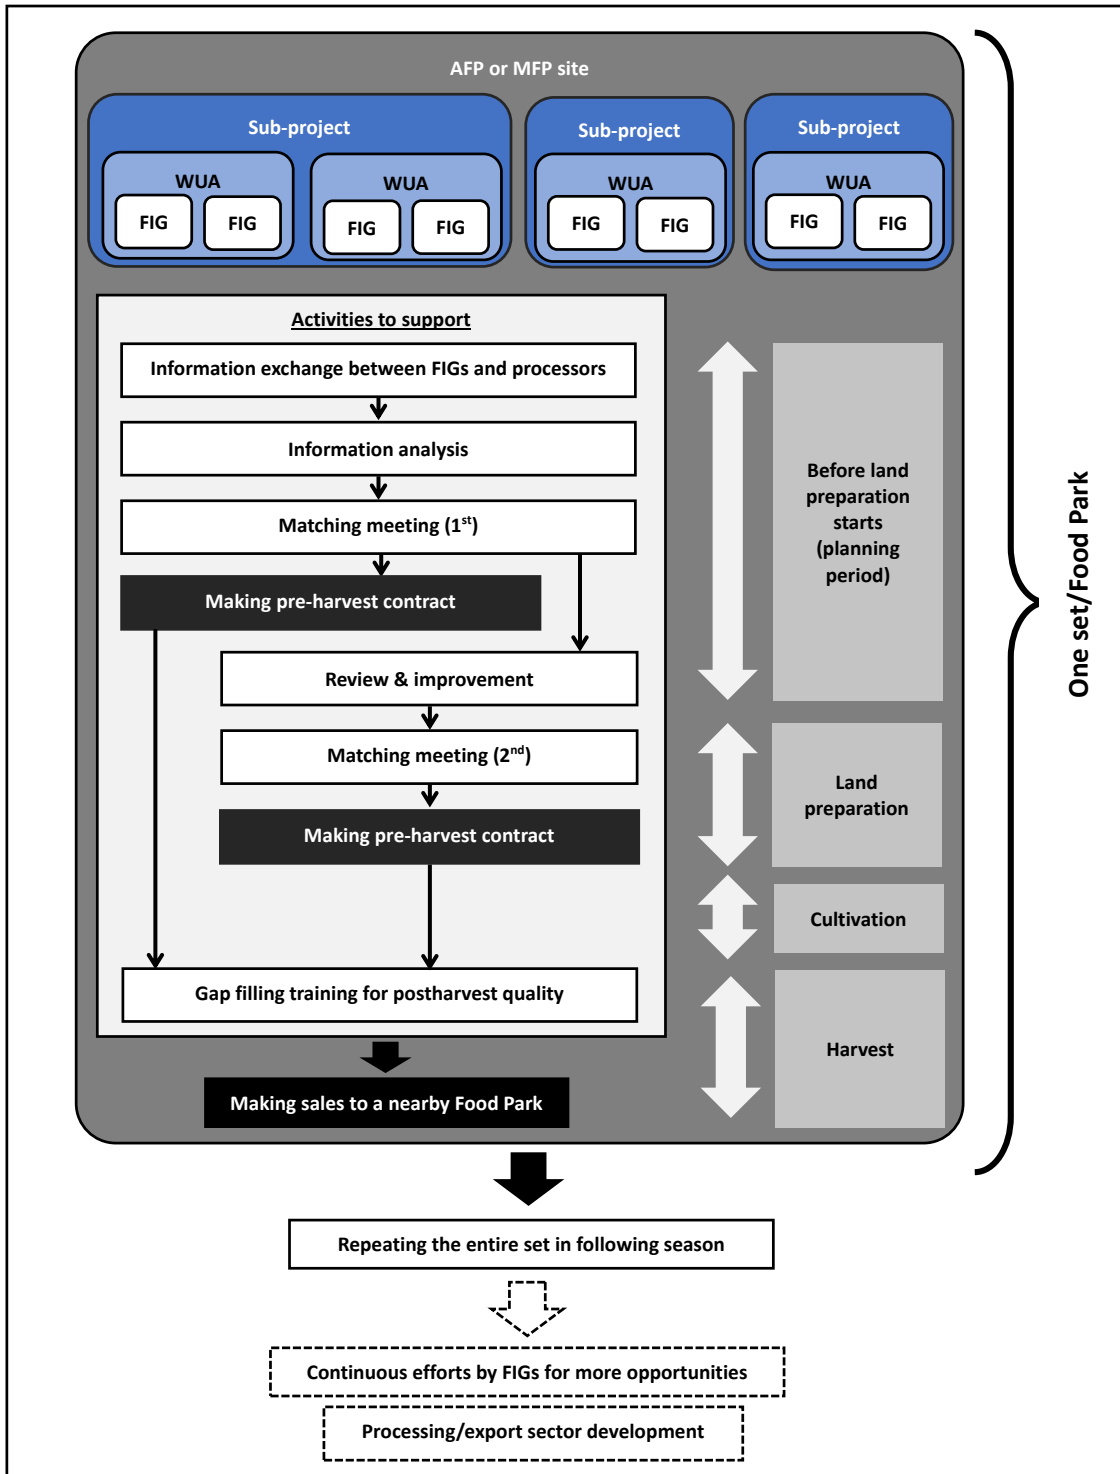 AFP or MFP site
Sub-project
Sub-project
Sub-project
WUA
WUA
WUA
WUA
FIG
FIG
FIG
FIG
FIG
FIG
FIG
FIG
Activities to support
Information exchange between FIGs and processors
Information analysis
Matching meeting (1st)
Making pre-harvest contract
Review & improvement
Matching meeting (2nd)
Making pre-harvest contract
Gap filling training for postharvest quality
Making sales to a nearby Food Park
Before land
preparation
starts
(planning
period)
Land
preparation
Cultivation
Harvest
One set/Food Park
Repeating the entire set in following season
Continuous efforts by FIGs for more opportunities
Processing/export sector development